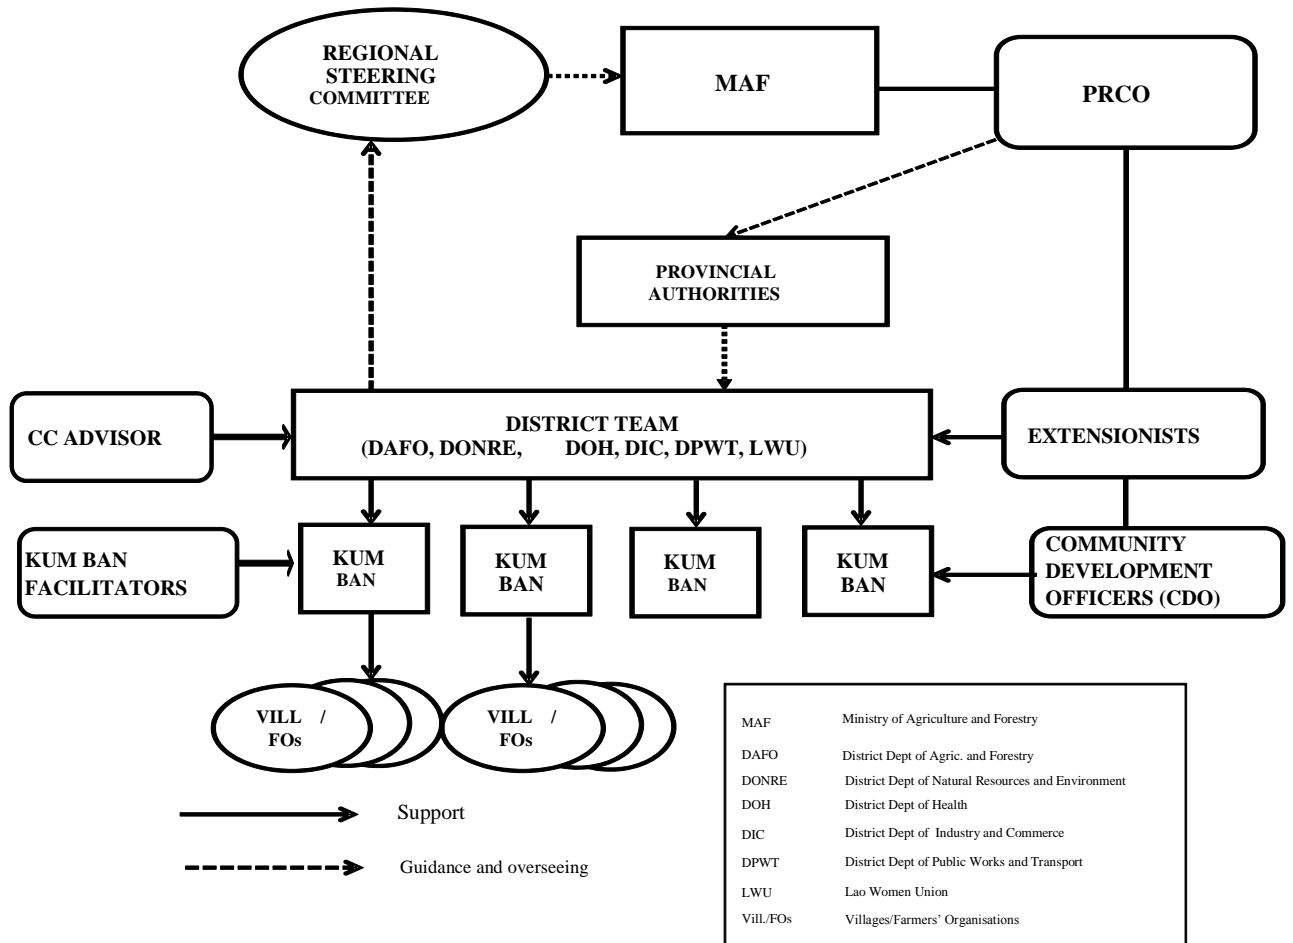 REGIONAL
STEERING
COMMITTEE
MAF
PRCO
PROVINCIAL
AUTHORITIES
CC ADVISOR
DISTRICT TEAM
(DAFO, DONRE, DOH, DIC, DPWT, LWU)
EXTENSIONISTS
KUM BAN
FACILITATORS
KUM
BAN
KUM
BAN
KUM
BAN
KUM
BAN
COMMUNITY
DEVELOPMENT
OFFICERS (CDO)
VILL /
FOs
VILL /
FOs
Support
Guidance and overseeing
MAF Ministry of Agriculture and Forestry
DAFO District Dept of Agric. and Forestry
DONRE District Dept of Natural Resources and Environment
DOH District Dept of Health
DIC District Dept of Industry and Commerce
DPWT District Dept of Public Works and Transport
LWU Lao Women Union
Vill./FOs Villages/Farmers’ Organisations